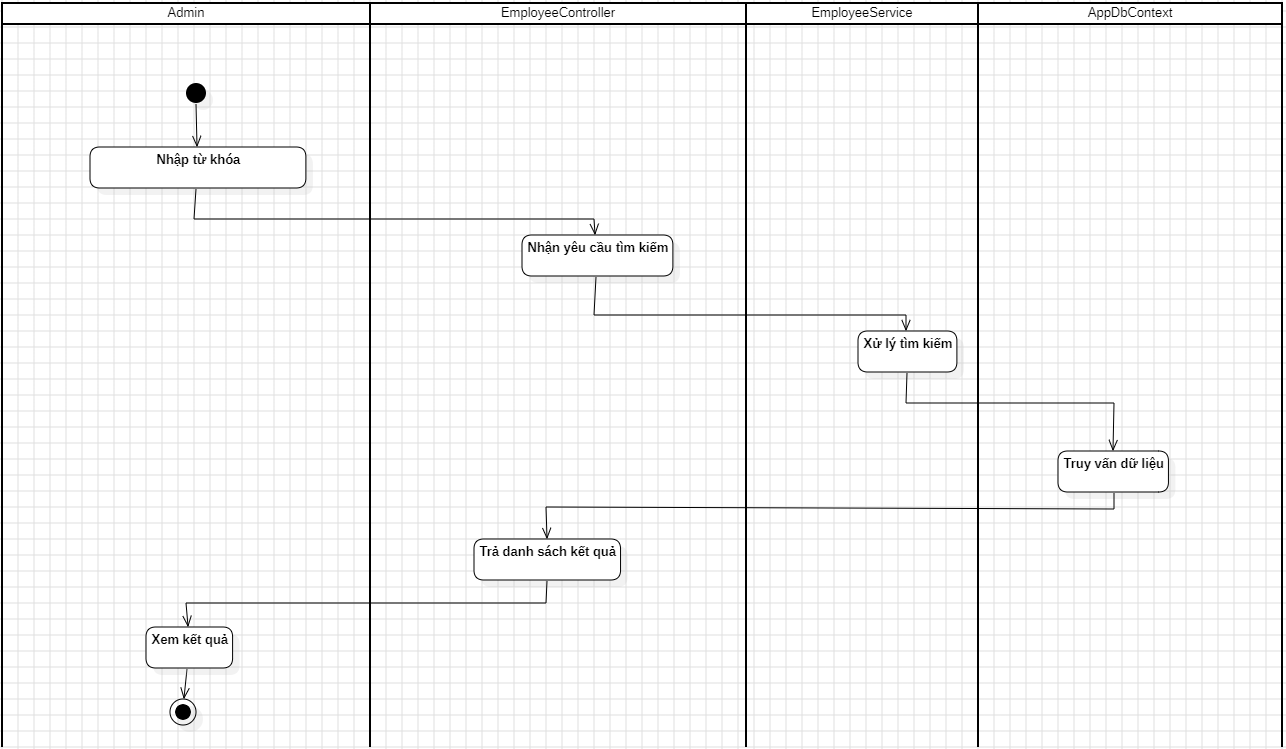 Admin
EmployeeController
EmployeeService
AppDbContext
Nhập từ khóa
Nhận yêu cầu tìm kiếm
Xử lý tìm kiếm
Truy vấn dữ liệu
Trả danh sách kết quả
Xem kết quả